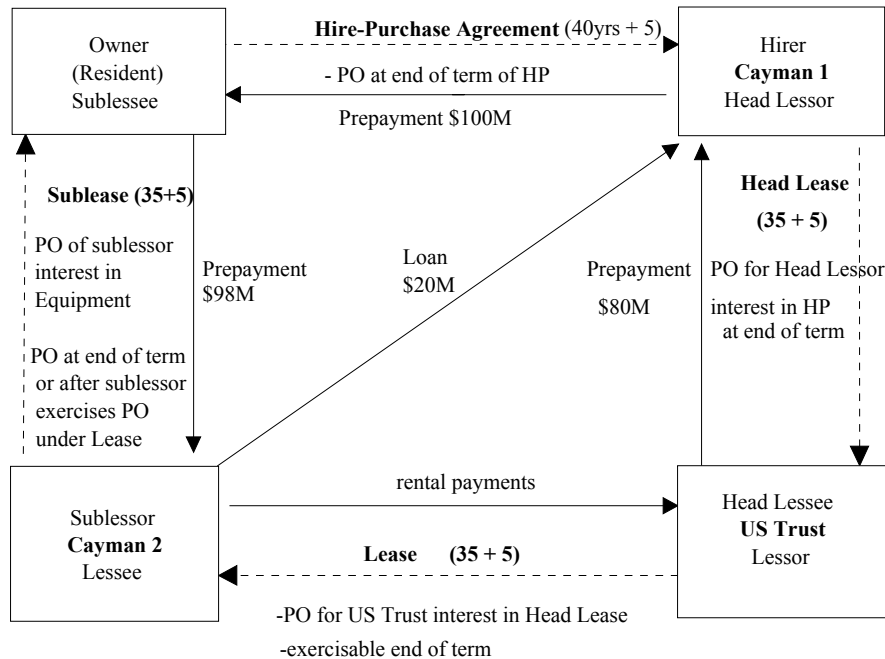 Owner
(Resident)
Sublessee
Hire-Purchase Agreement (40yrs + 5)
- PO at end of term of HP
Prepayment $100M
Hirer
Cayman 1
Head Lessor
Sublease (35+5)
PO of sublessor
interest in
Equipment
PO at end of term
or after sublessor
exercises PO
under Lease
Prepayment
$98M
Loan
$20M
Prepayment
$80M
Head Lease
(35 + 5)
PO for Head Lessor
interest in HP
at end of term
Sublessor
Cayman 2
Lessee
rental payments
Lease (35 + 5)
-PO for US Trust interest in Head Lease
-exercisable end of term
Head Lessee
US Trust
Lessor